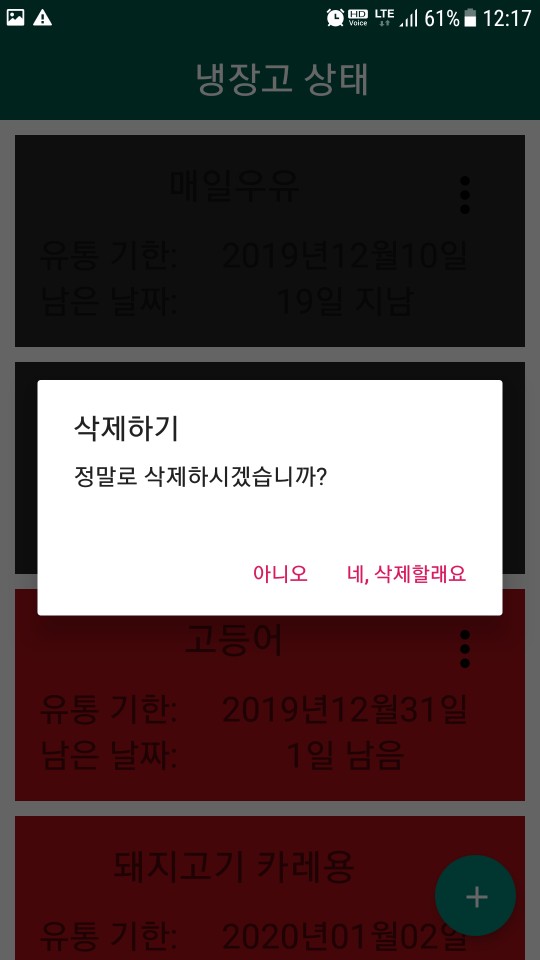 HD Voice LTE 61% 12:17
냉장고 상태
매일우유
유통 기한: 2019년12월10일
남은 날짜: 19일 지남
삭제하기
정말로 삭제하시겠습니까?
아니오 네, 삭제할래요
고등어
유통 기한: 2019년12월31일
남은 날짜: 1일 남음
돼지고기 카레용
유통 기한: 2020년01월02일
+